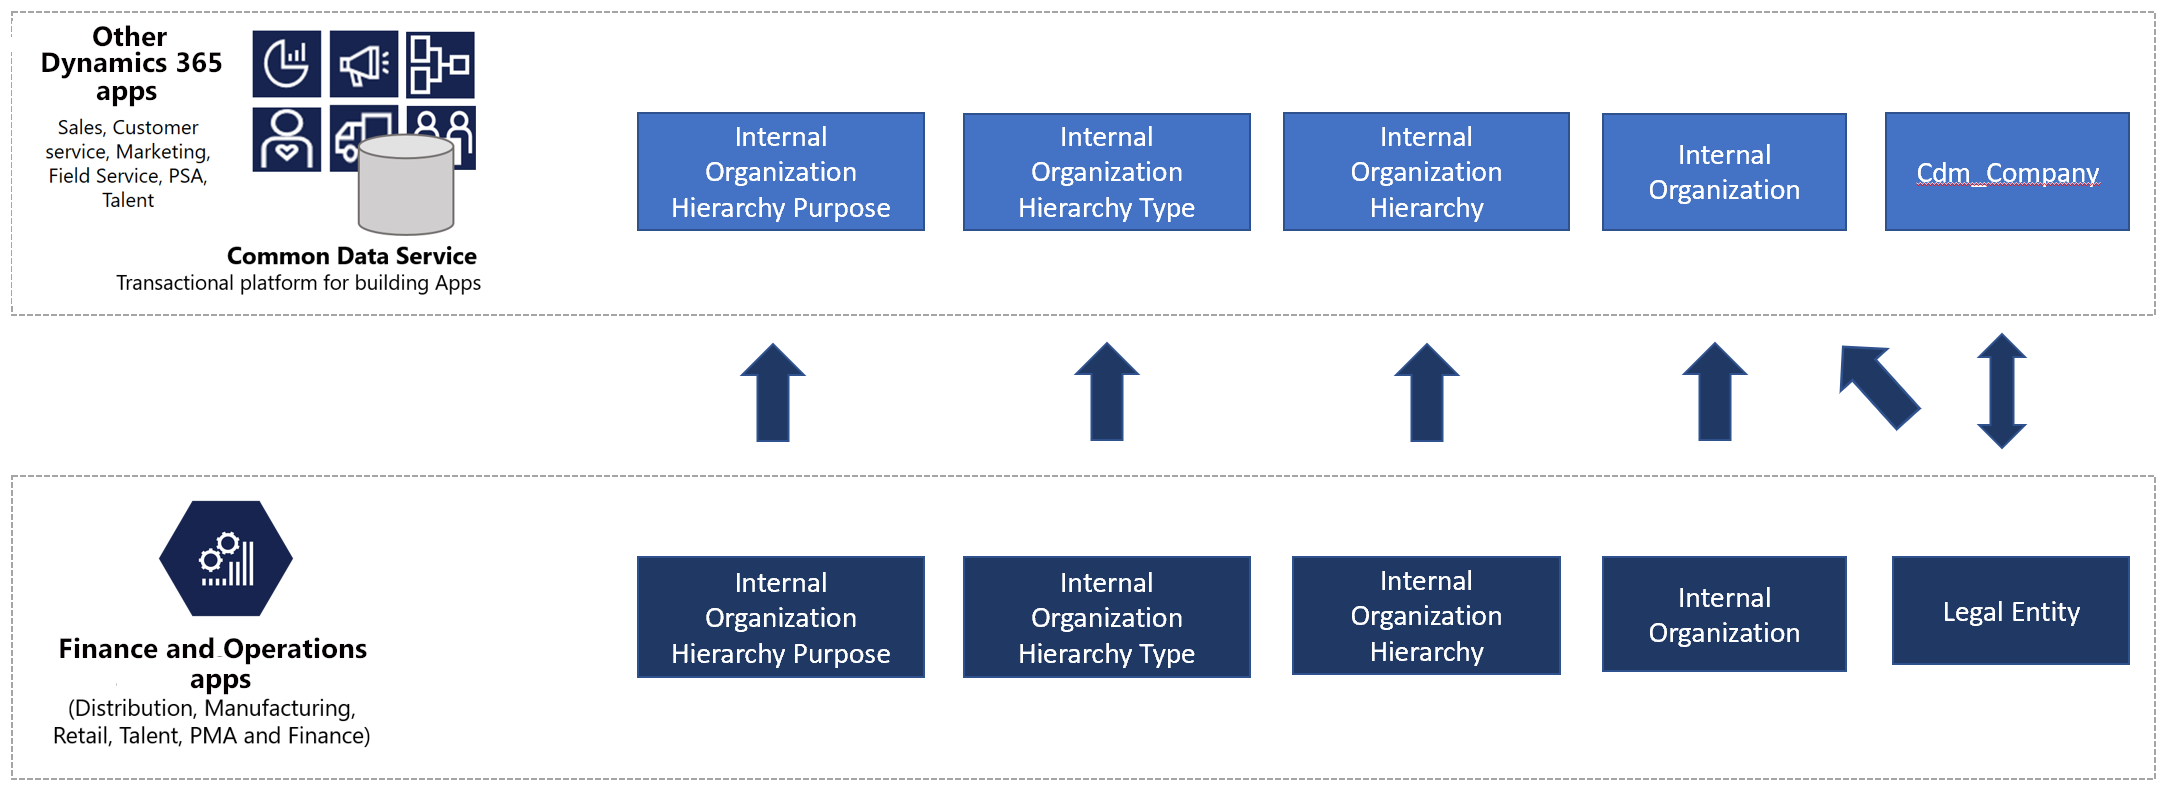 Other
Dynamics 365
apps
Sales, Customer
service, Marketing,
Field Service, PSA,
Talent
Common Data Service
Transactional platform for building Apps
Internal
Organization
Hierarchy Purpose
Internal
Organization
Hierarchy Type
Internal
Organization
Hierarchy
Internal
Organization
Cdm_Company
Finance and Operations
apps
(Distribution, Manufacturing,
Retail, Talent, PMA and Finance)
Internal
Organization
Hierarchy Purpose
Internal
Organization
Hierarchy Type
Internal
Organization
Hierarchy
Internal
Organization
Legal Entity